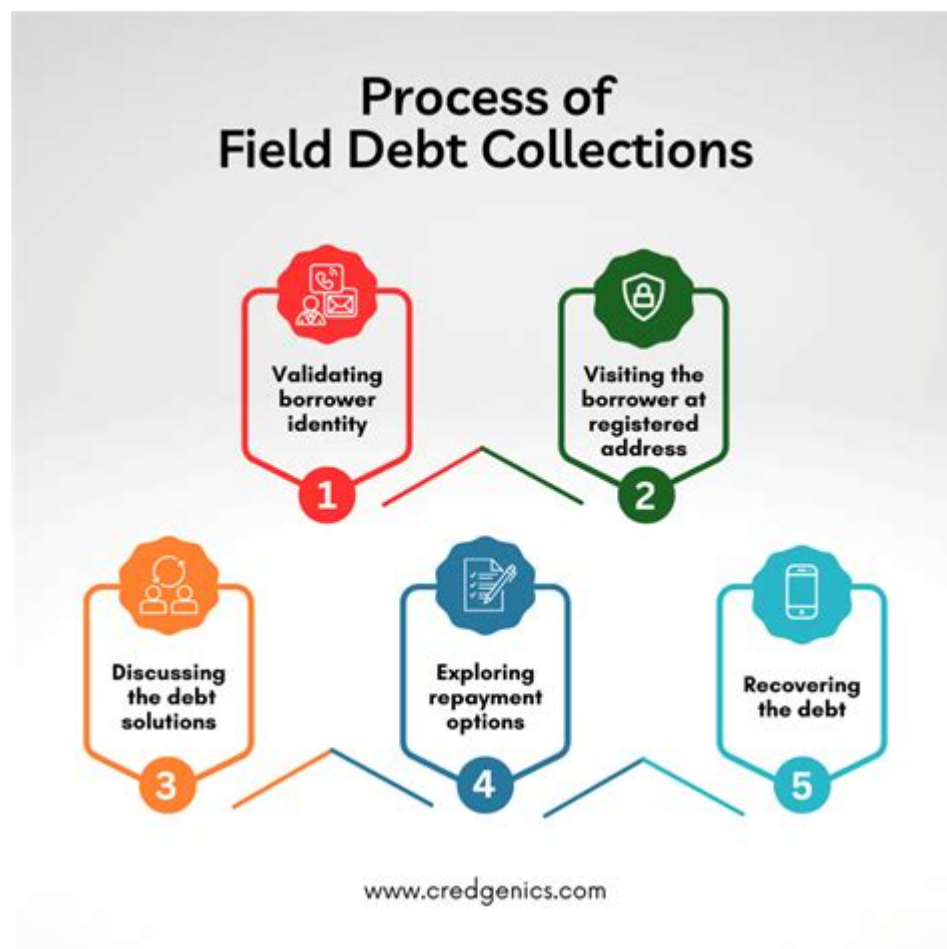 Process of
Field Debt Collections
Validating
borrower
identity
1
Visiting the
borrower at
registered
address
2
Discussing
the debt
solutions
3
Exploring
repayment
options
4
Recovering
the debt
5
www.credgenics.com